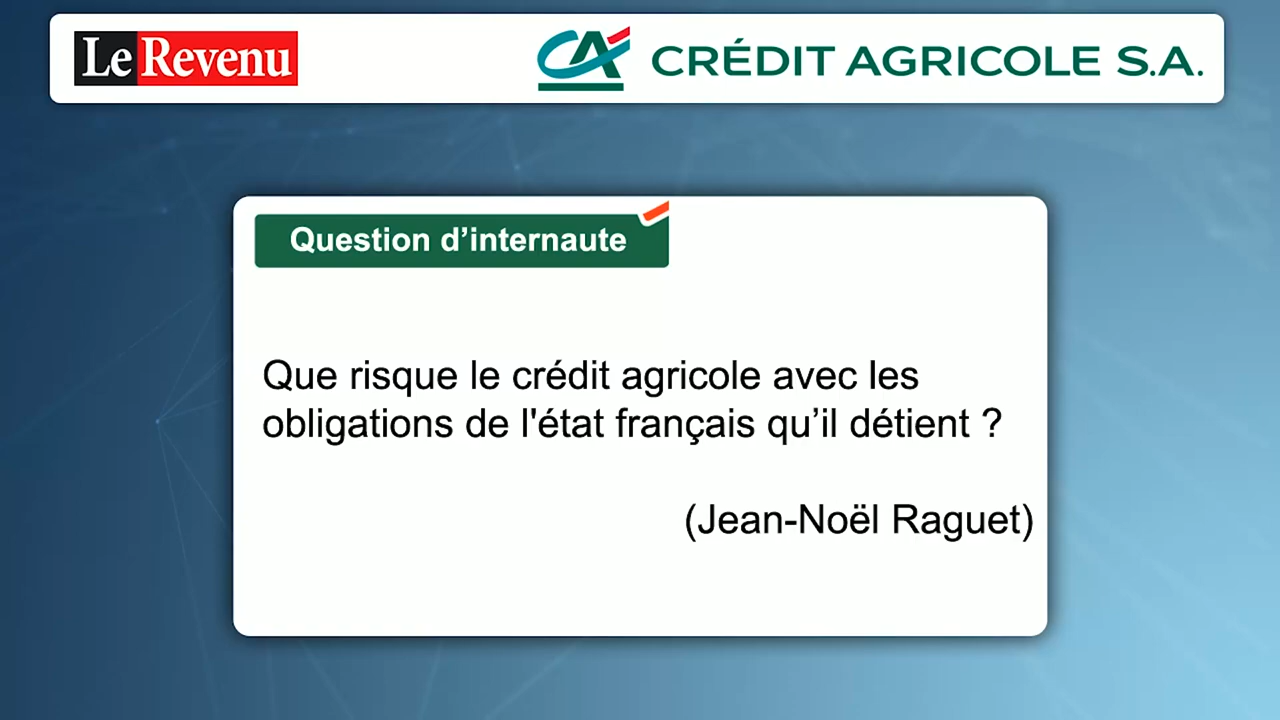 Le Revenu
CRÉDIT AGRICOLE S.A.
Question d’internaute
Que risque le crédit agricole avec les
obligations de l'état français qu’il détient ?
(Jean-Noël Raguet)